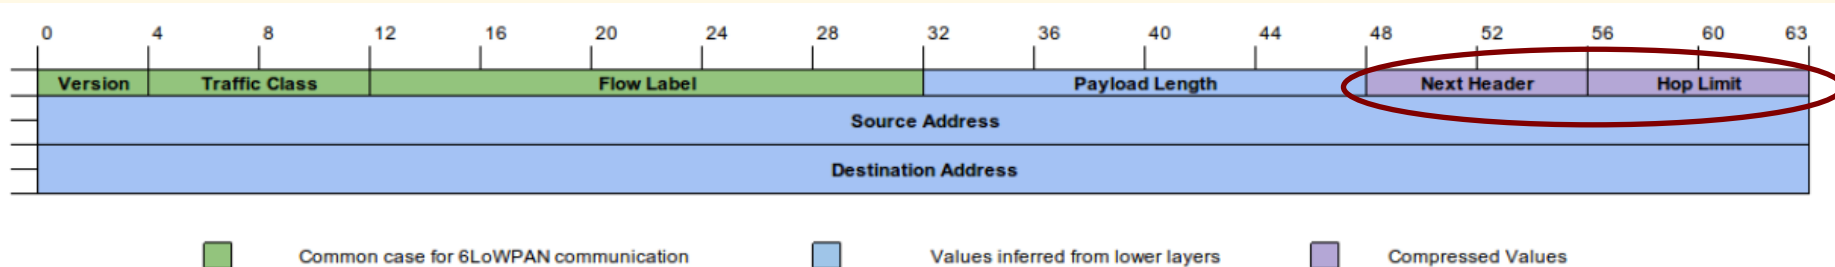 0 4 8 12 16 20 24 28 32 36 40 44 48 52 56 60 63
Version Traffic Class Flow Label Payload Length Next Header Hop Limit
Source Address
Destination Address
Common case for 6LoWPAN communication Values inferred from lower layers Compressed Values